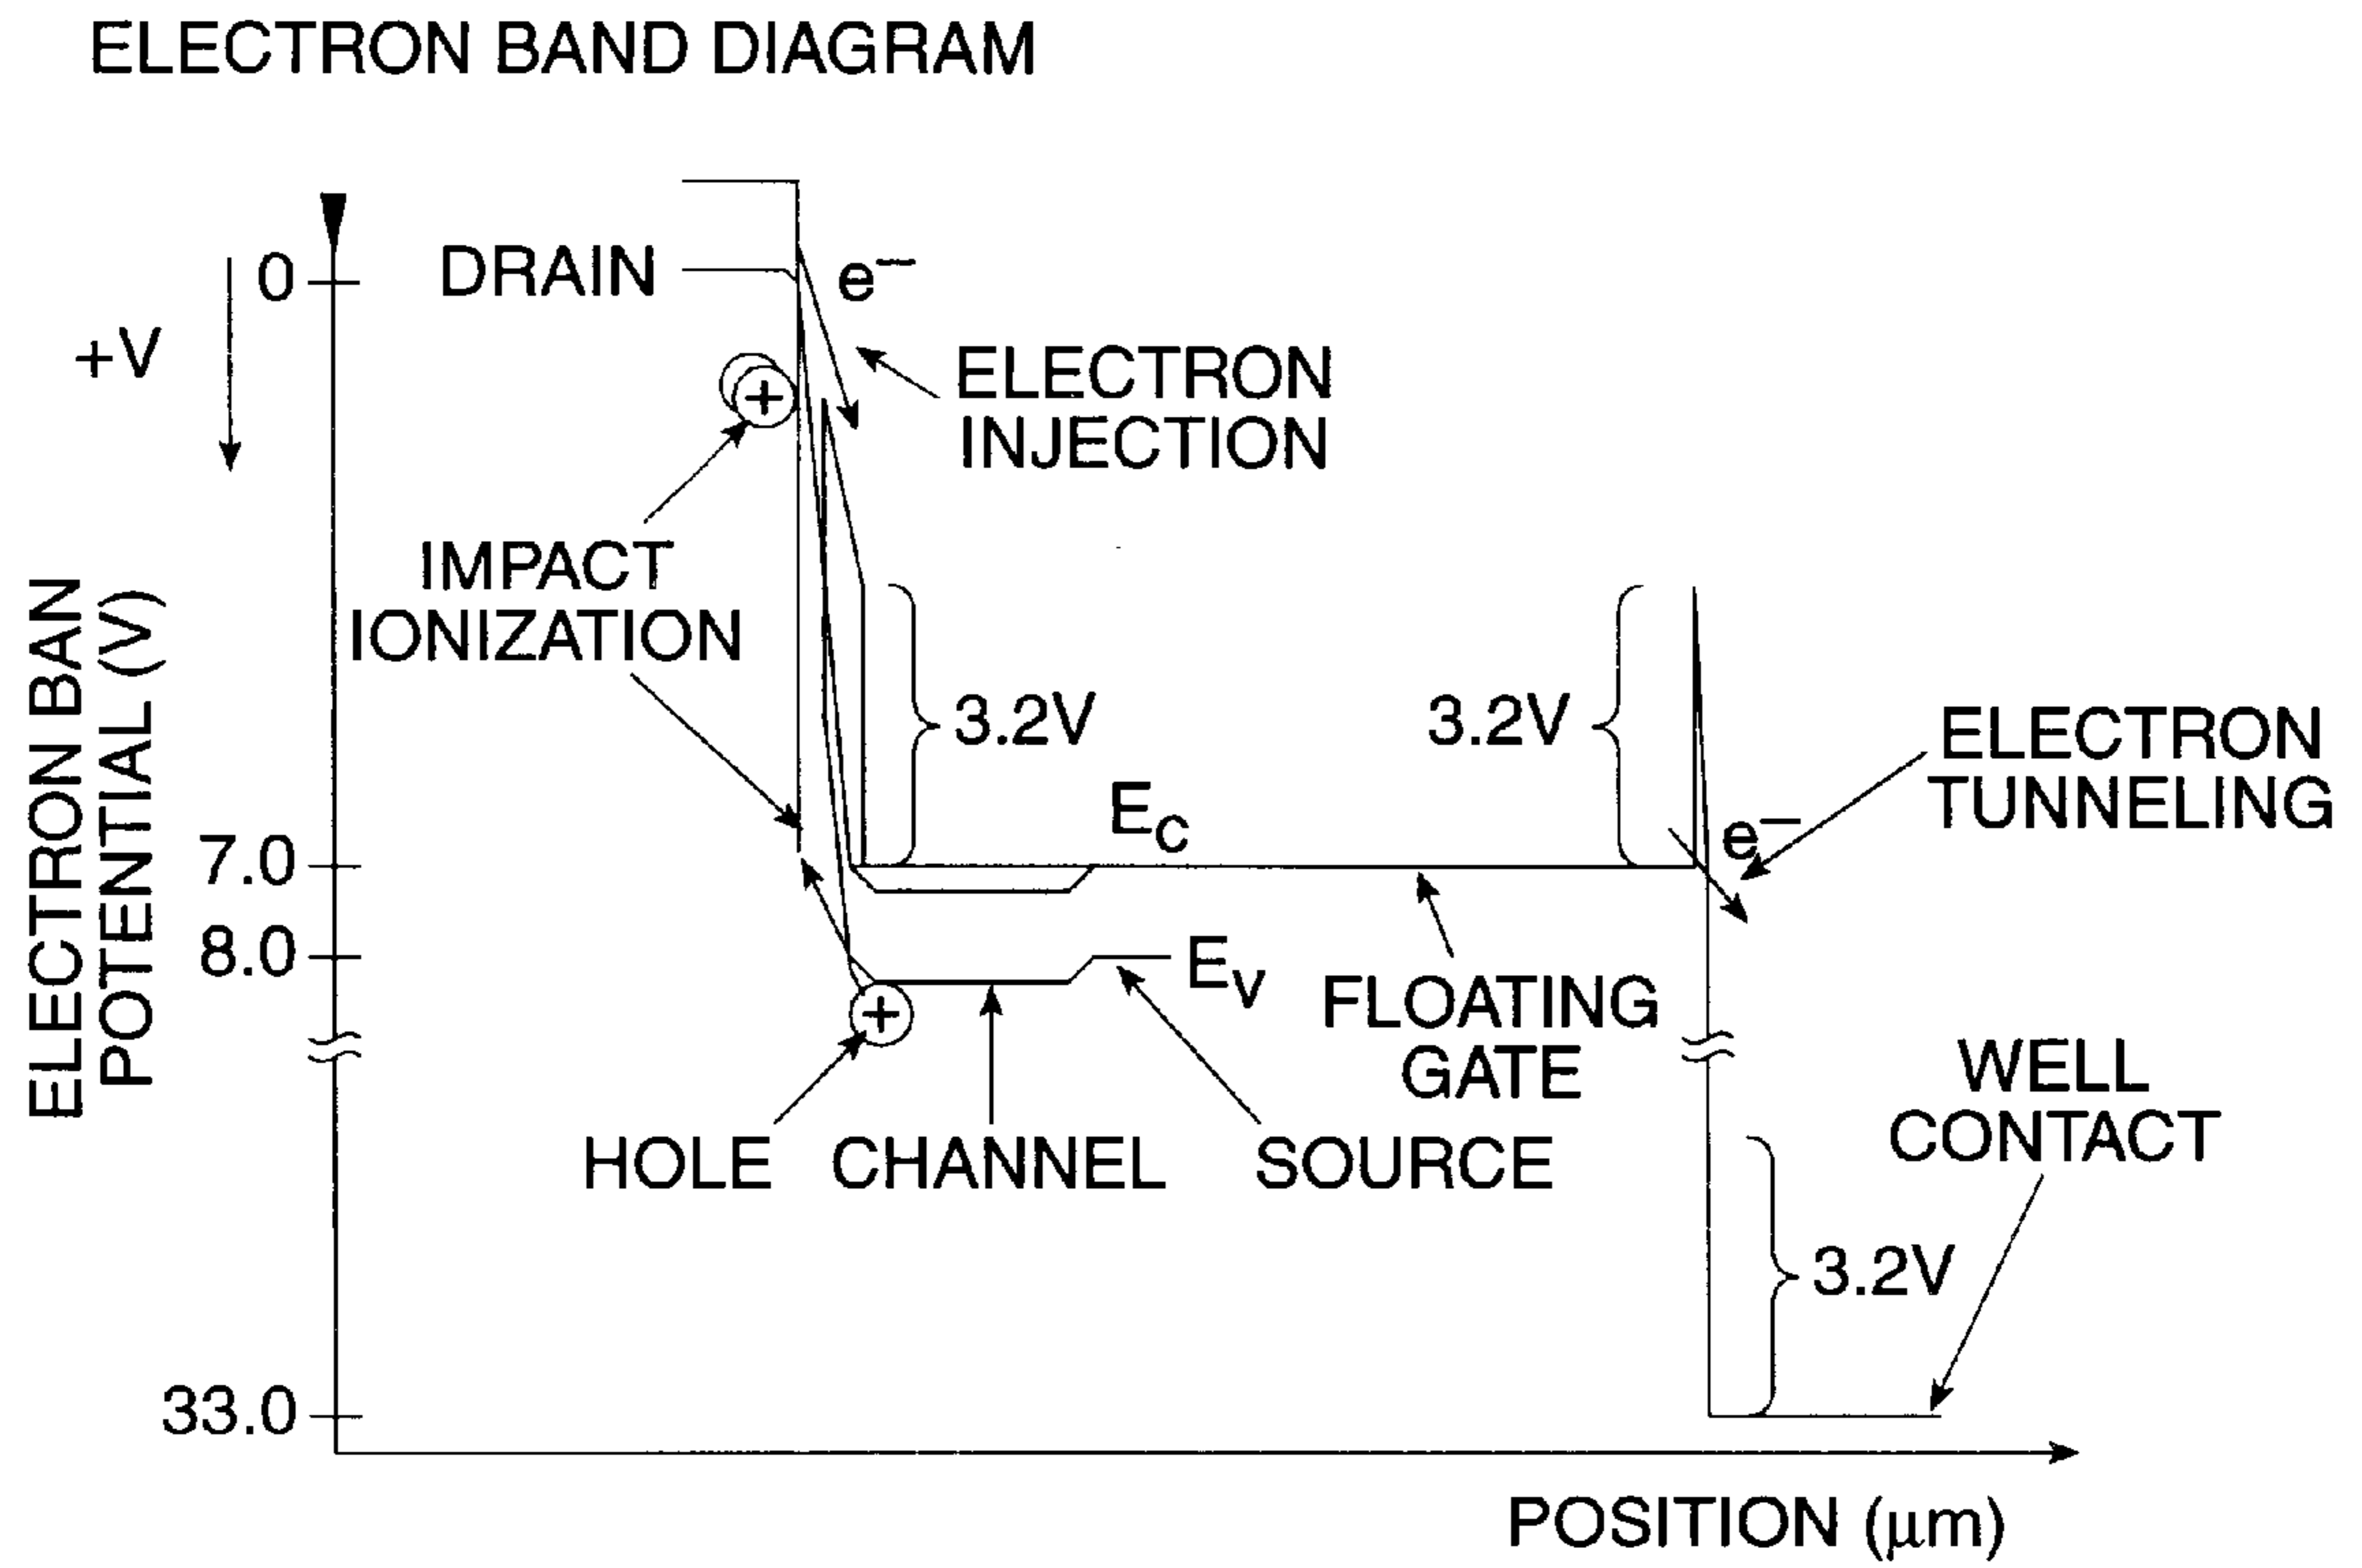 ELECTRON BAND DIAGRAM
0
+V
DRAIN
e⁻
ELECTRON
INJECTION
IMPACT
IONIZATION
ELECTRON BAN
POTENTIAL (V)
3.2V
3.2V
ELECTRON
TUNNELING
E_C
e⁻
7.0
8.0
E_V
+
+
FLOATING
GATE
WELL
CONTACT
HOLE
CHANNEL
SOURCE
3.2V
33.0
POSITION (μm)